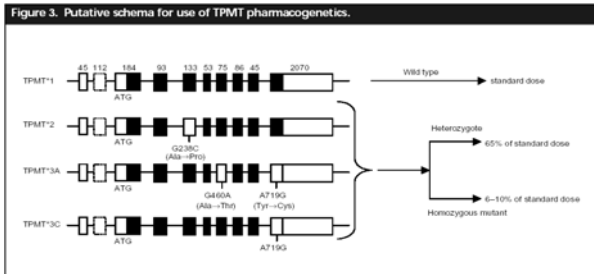 Figure 3. Putative schema for use of TPMT pharmacogenetics.
45 112 184 93 133 53 75 86 45 2070
TPMT*1
ATG
Wild type
standard dose
TPMT*2
ATG
G238C
(Ala→Pro)
Heterozygote
65% of standard dose
TPMT*3A
ATG
G460A
(Ala→Thr)
A719G
(Tyr→Cys)
6–10% of standard dose
Homozygous mutant
TPMT*3C
ATG
A719G